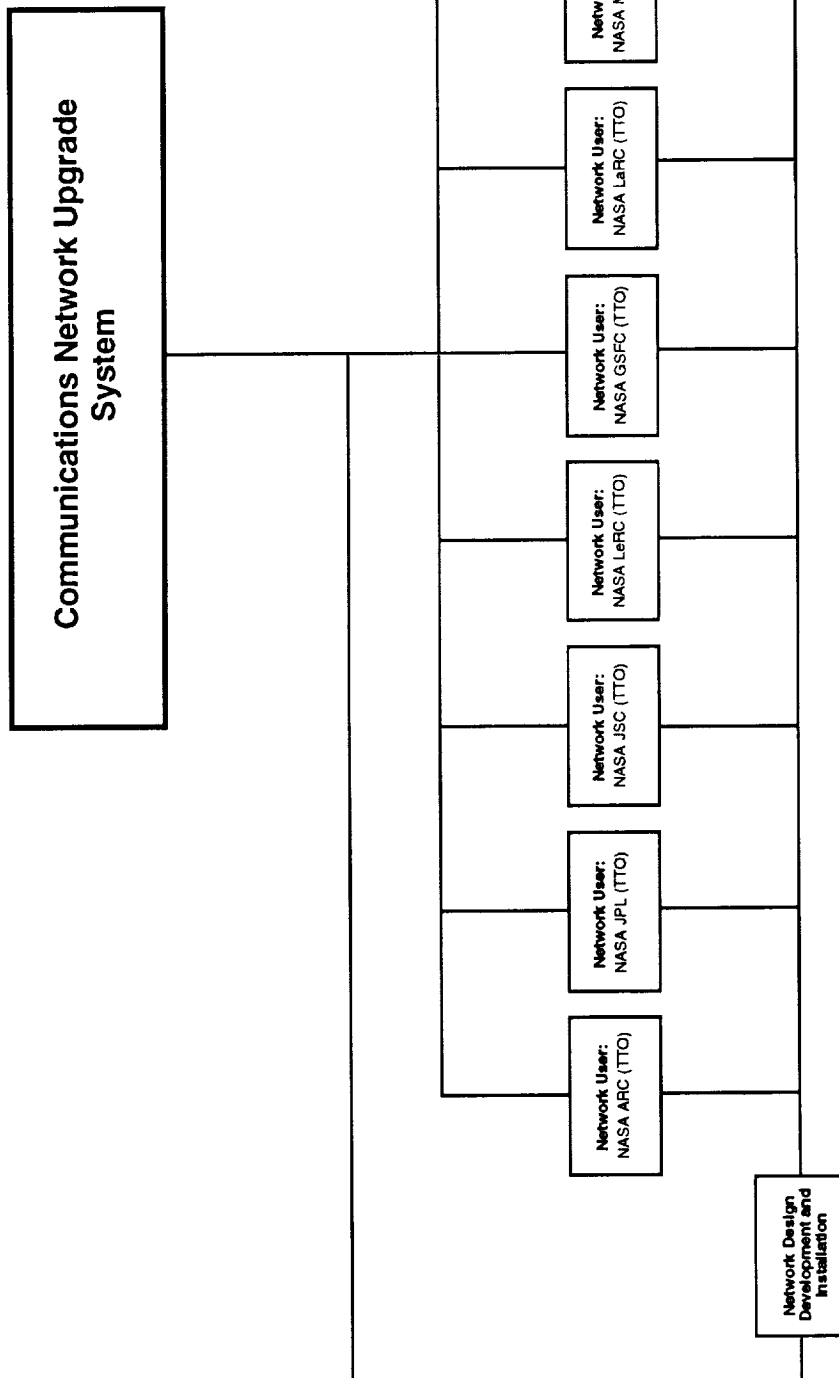 Communications Network Upgrade
System
Network User:
NASA ARC (TTO)
Network User:
NASA JPL (TTO)
Network User:
NASA JSC (TTO)
Network User:
NASA LeRC (TTO)
Network User:
NASA GSFC (TTO)
Network User:
NASA LaRC (TTO)
Netw
NASA
Network Design
Development and
Installation